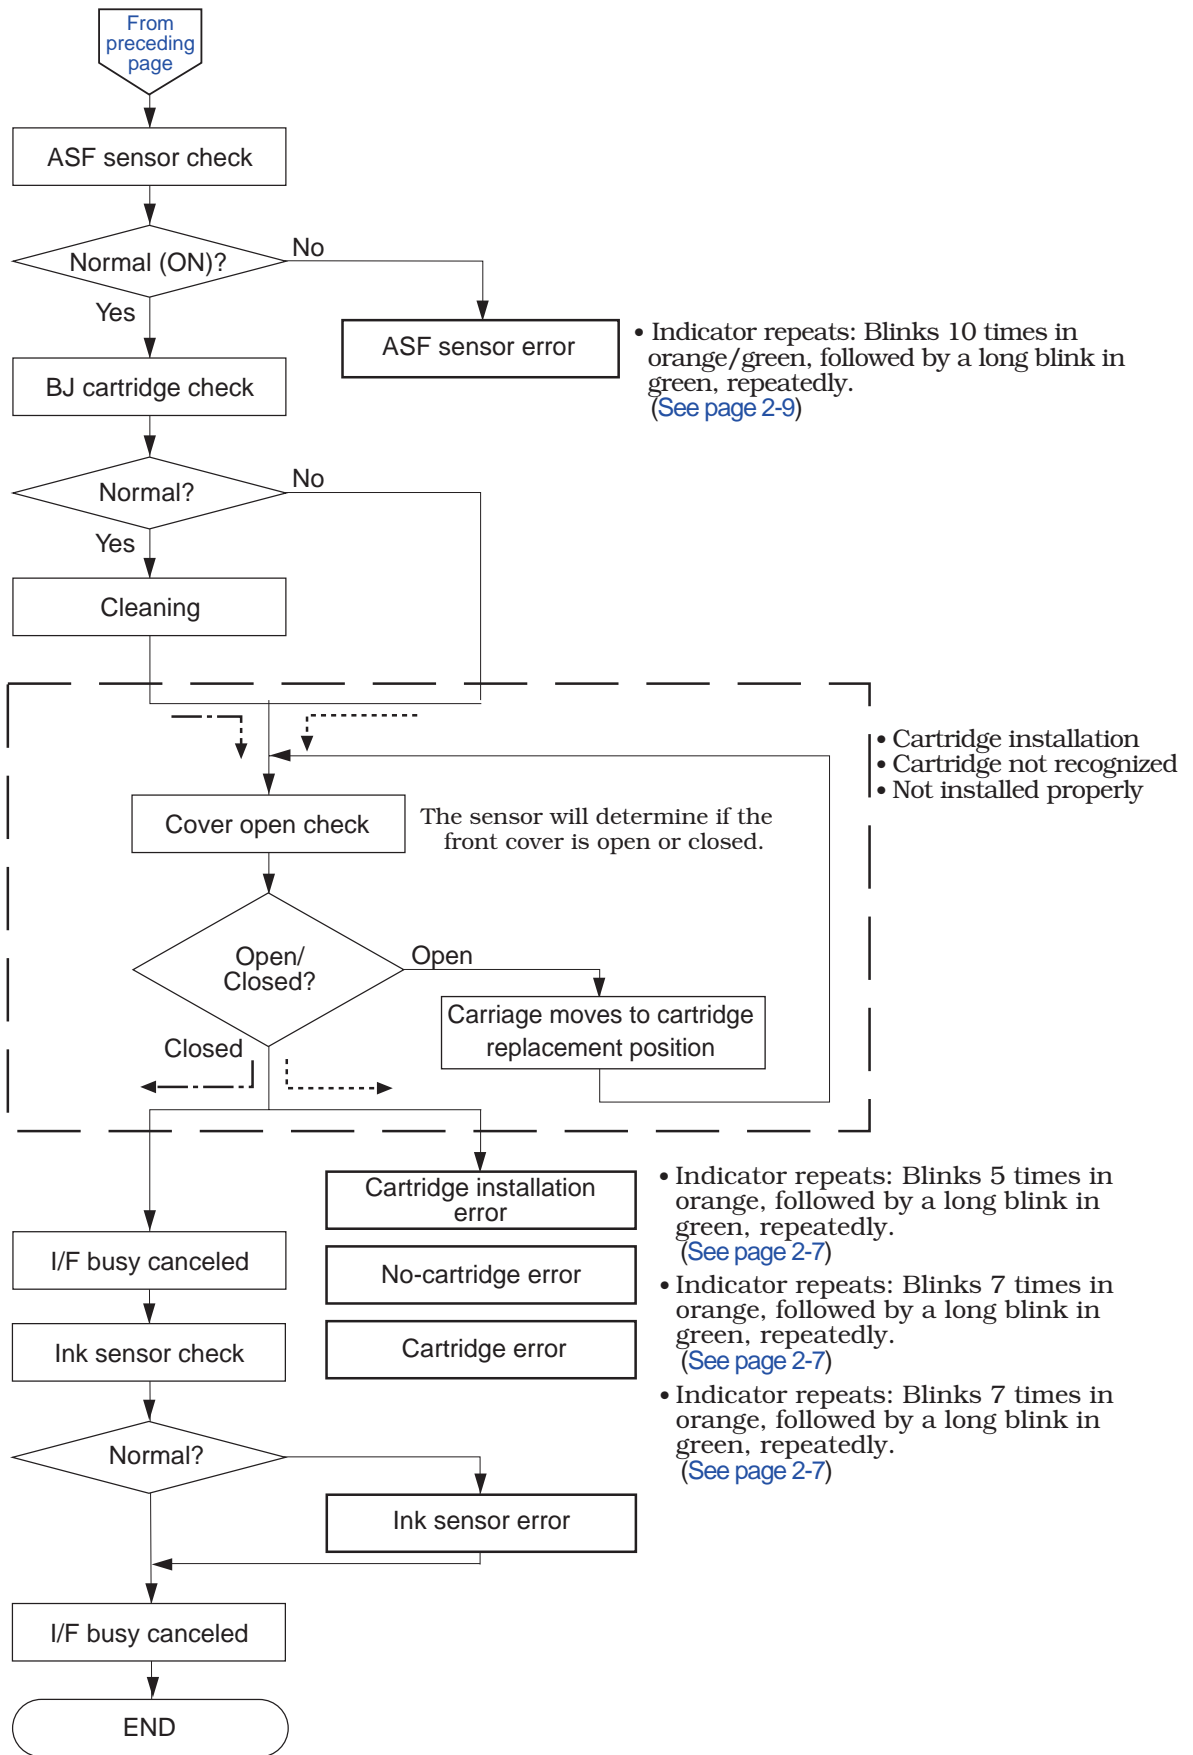 From
preceding
page
ASF sensor check
Normal (ON)?
No
Yes
ASF sensor error
• Indicator repeats: Blinks 10 times in
orange/green, followed by a long blink in
green, repeatedly.
(See page 2-9)
BJ cartridge check
Normal?
No
Yes
Cleaning
• Cartridge installation
• Cartridge not recognized
• Not installed properly
Cover open check
The sensor will determine if the
front cover is open or closed.
Open/
Closed?
Open
Carriage moves to cartridge
replacement position
Closed
Cartridge installation
error
• Indicator repeats: Blinks 5 times in
orange, followed by a long blink in
green, repeatedly.
(See page 2-7)
I/F busy canceled
No-cartridge error
• Indicator repeats: Blinks 7 times in
orange, followed by a long blink in
green, repeatedly.
(See page 2-7)
Ink sensor check
Cartridge error
• Indicator repeats: Blinks 7 times in
orange, followed by a long blink in
green, repeatedly.
(See page 2-7)
Normal?
Ink sensor error
I/F busy canceled
END